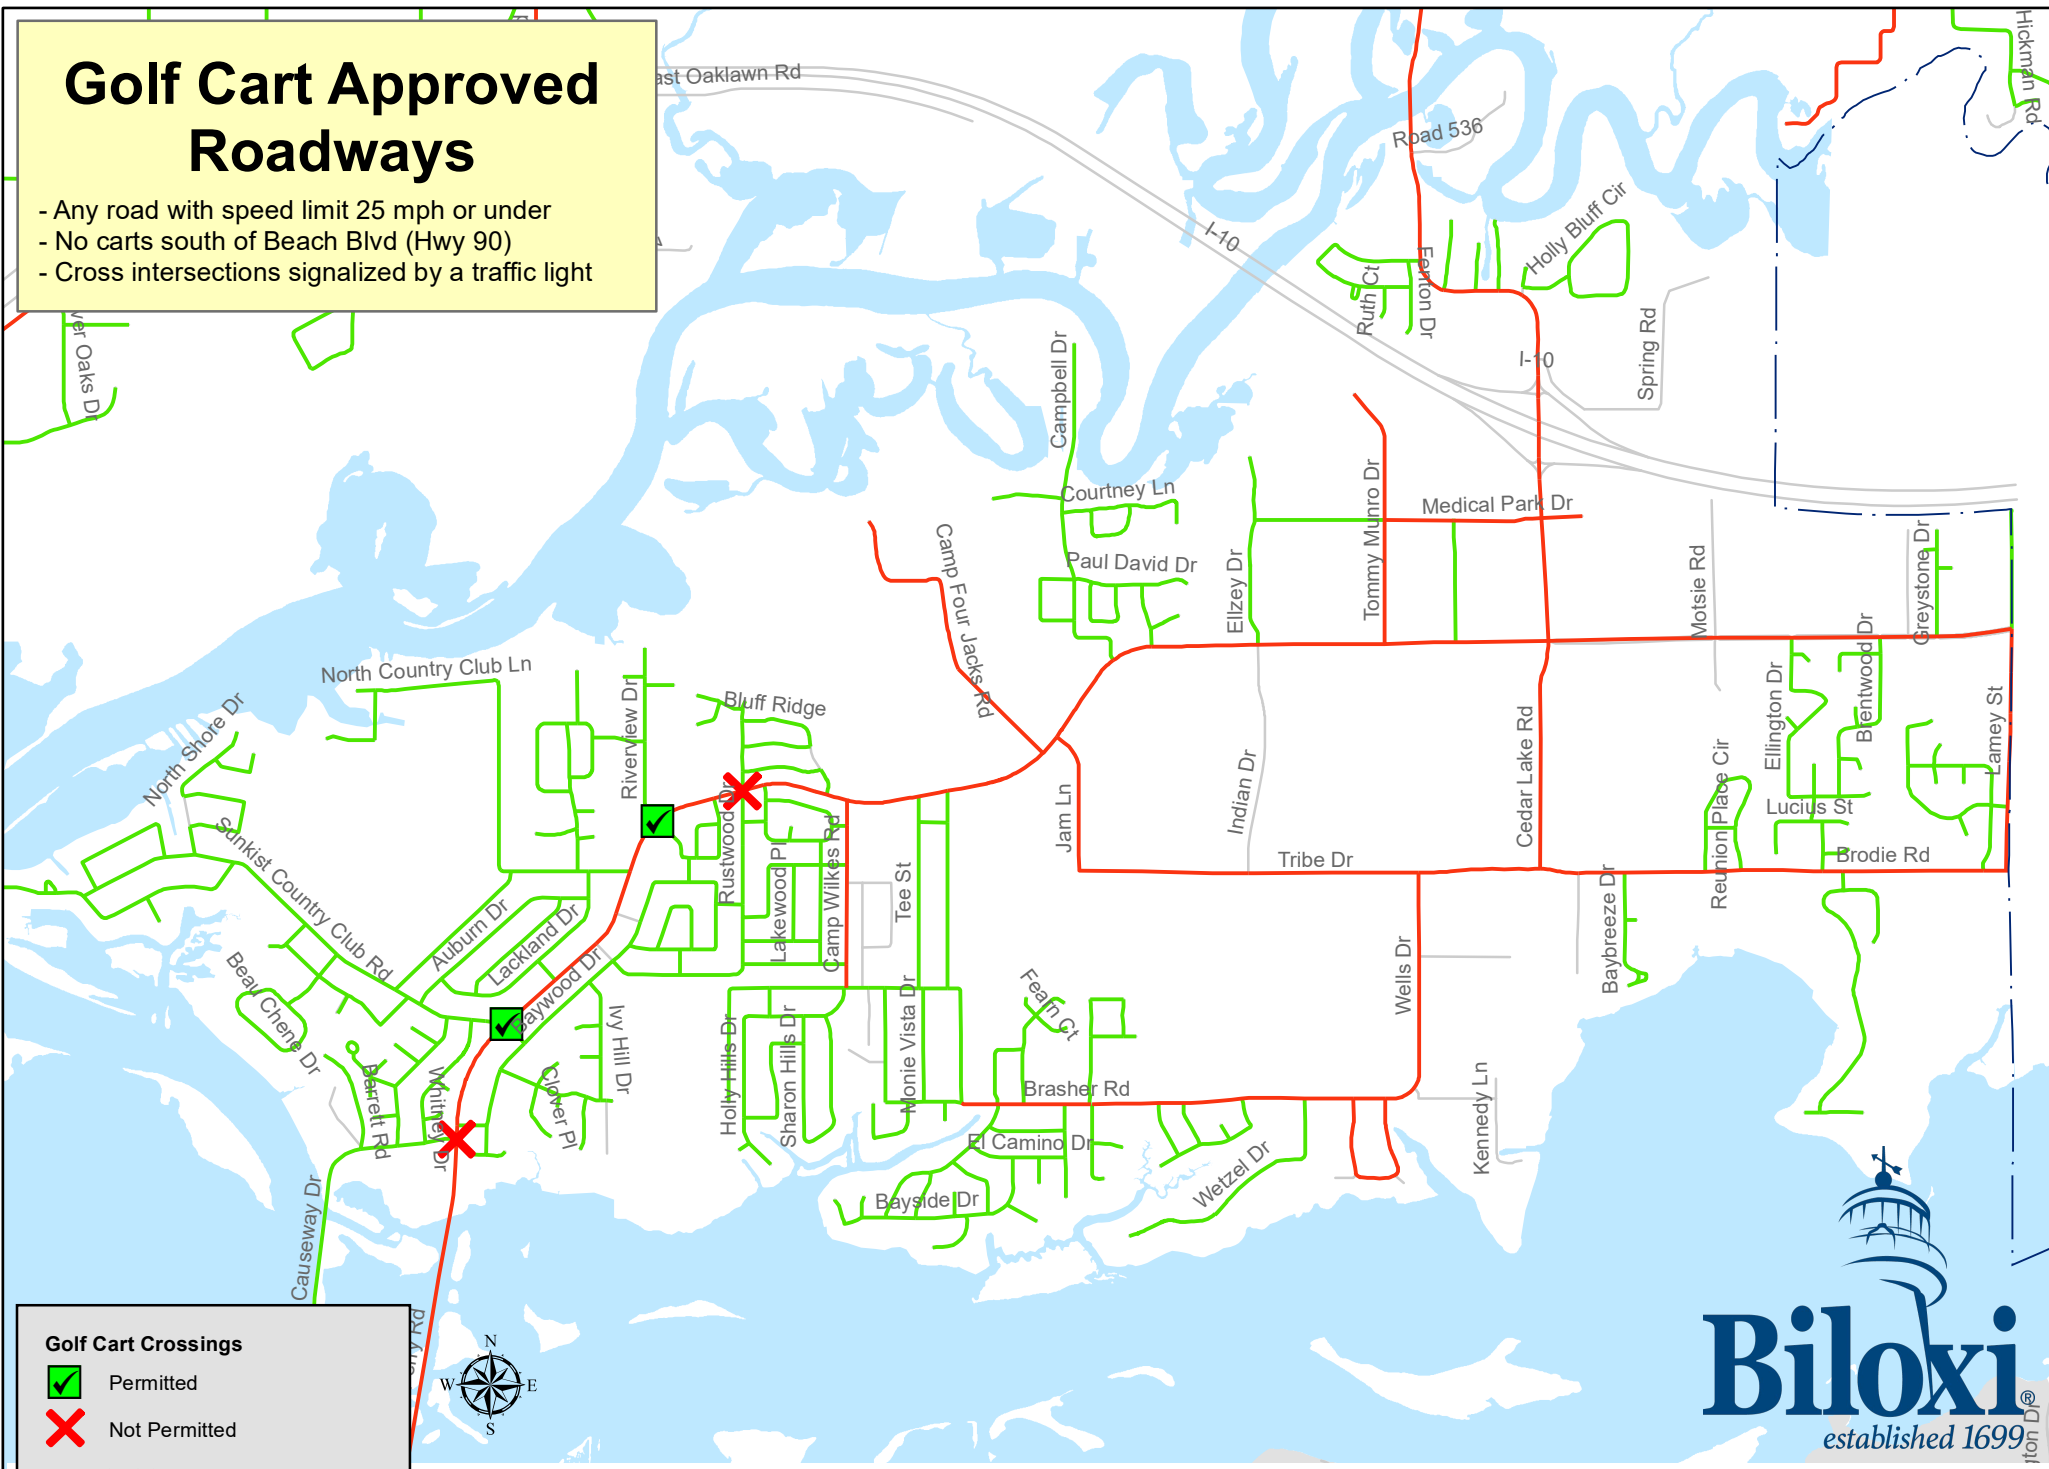 Golf Cart Approved
Roadways
- Any road with speed limit 25 mph or under
- No carts south of Beach Blvd (Hwy 90)
- Cross intersections signalized by a traffic light
ast Oaklawn Rd
Hickman Rd
Road 536
I-10
Holly Bluff Cir
Ruth Ct
Fenton Dr
Spring Rd
I-10
ver Oaks Dr
Campbell Dr
Courtney Ln
Tommy Munro Dr
Medical Park Dr
Camp Four Jacks Rd
Paul David Dr
Ellzey Dr
Motsie Rd
Greystone Dr
North Country Club Ln
North Shore Dr
Riverview Dr
Bluff Ridge
Ellington Dr
Brentwood Dr
Lamey St
Indian Dr
Cedar Lake Rd
Reunion Place Cir
Lucius St
Jam Ln
Tribe Dr
Brodie Rd
Sunkist Country Club Rd
Rustwood Dr
Lakewood Pl
Camp Wilkes Rd
Tee St
Auburn Dr
Lackland Dr
Baywood Dr
Baybreeze Dr
Wells Dr
Beau Chene Dr
Ivy Hill Dr
Holly Hills Dr
Sharon Hills Dr
Monie Vista Dr
Fearn Ct
Brasher Rd
Kennedy Ln
Barrett Rd
Whitney Dr
Clover Pl
El Camino Dr
Wetzel Dr
Bayside Dr
Causeway Dr
Golf Cart Crossings
Permitted
Not Permitted
N
W
E
S
Biloxi®
established 1699
gton Dr